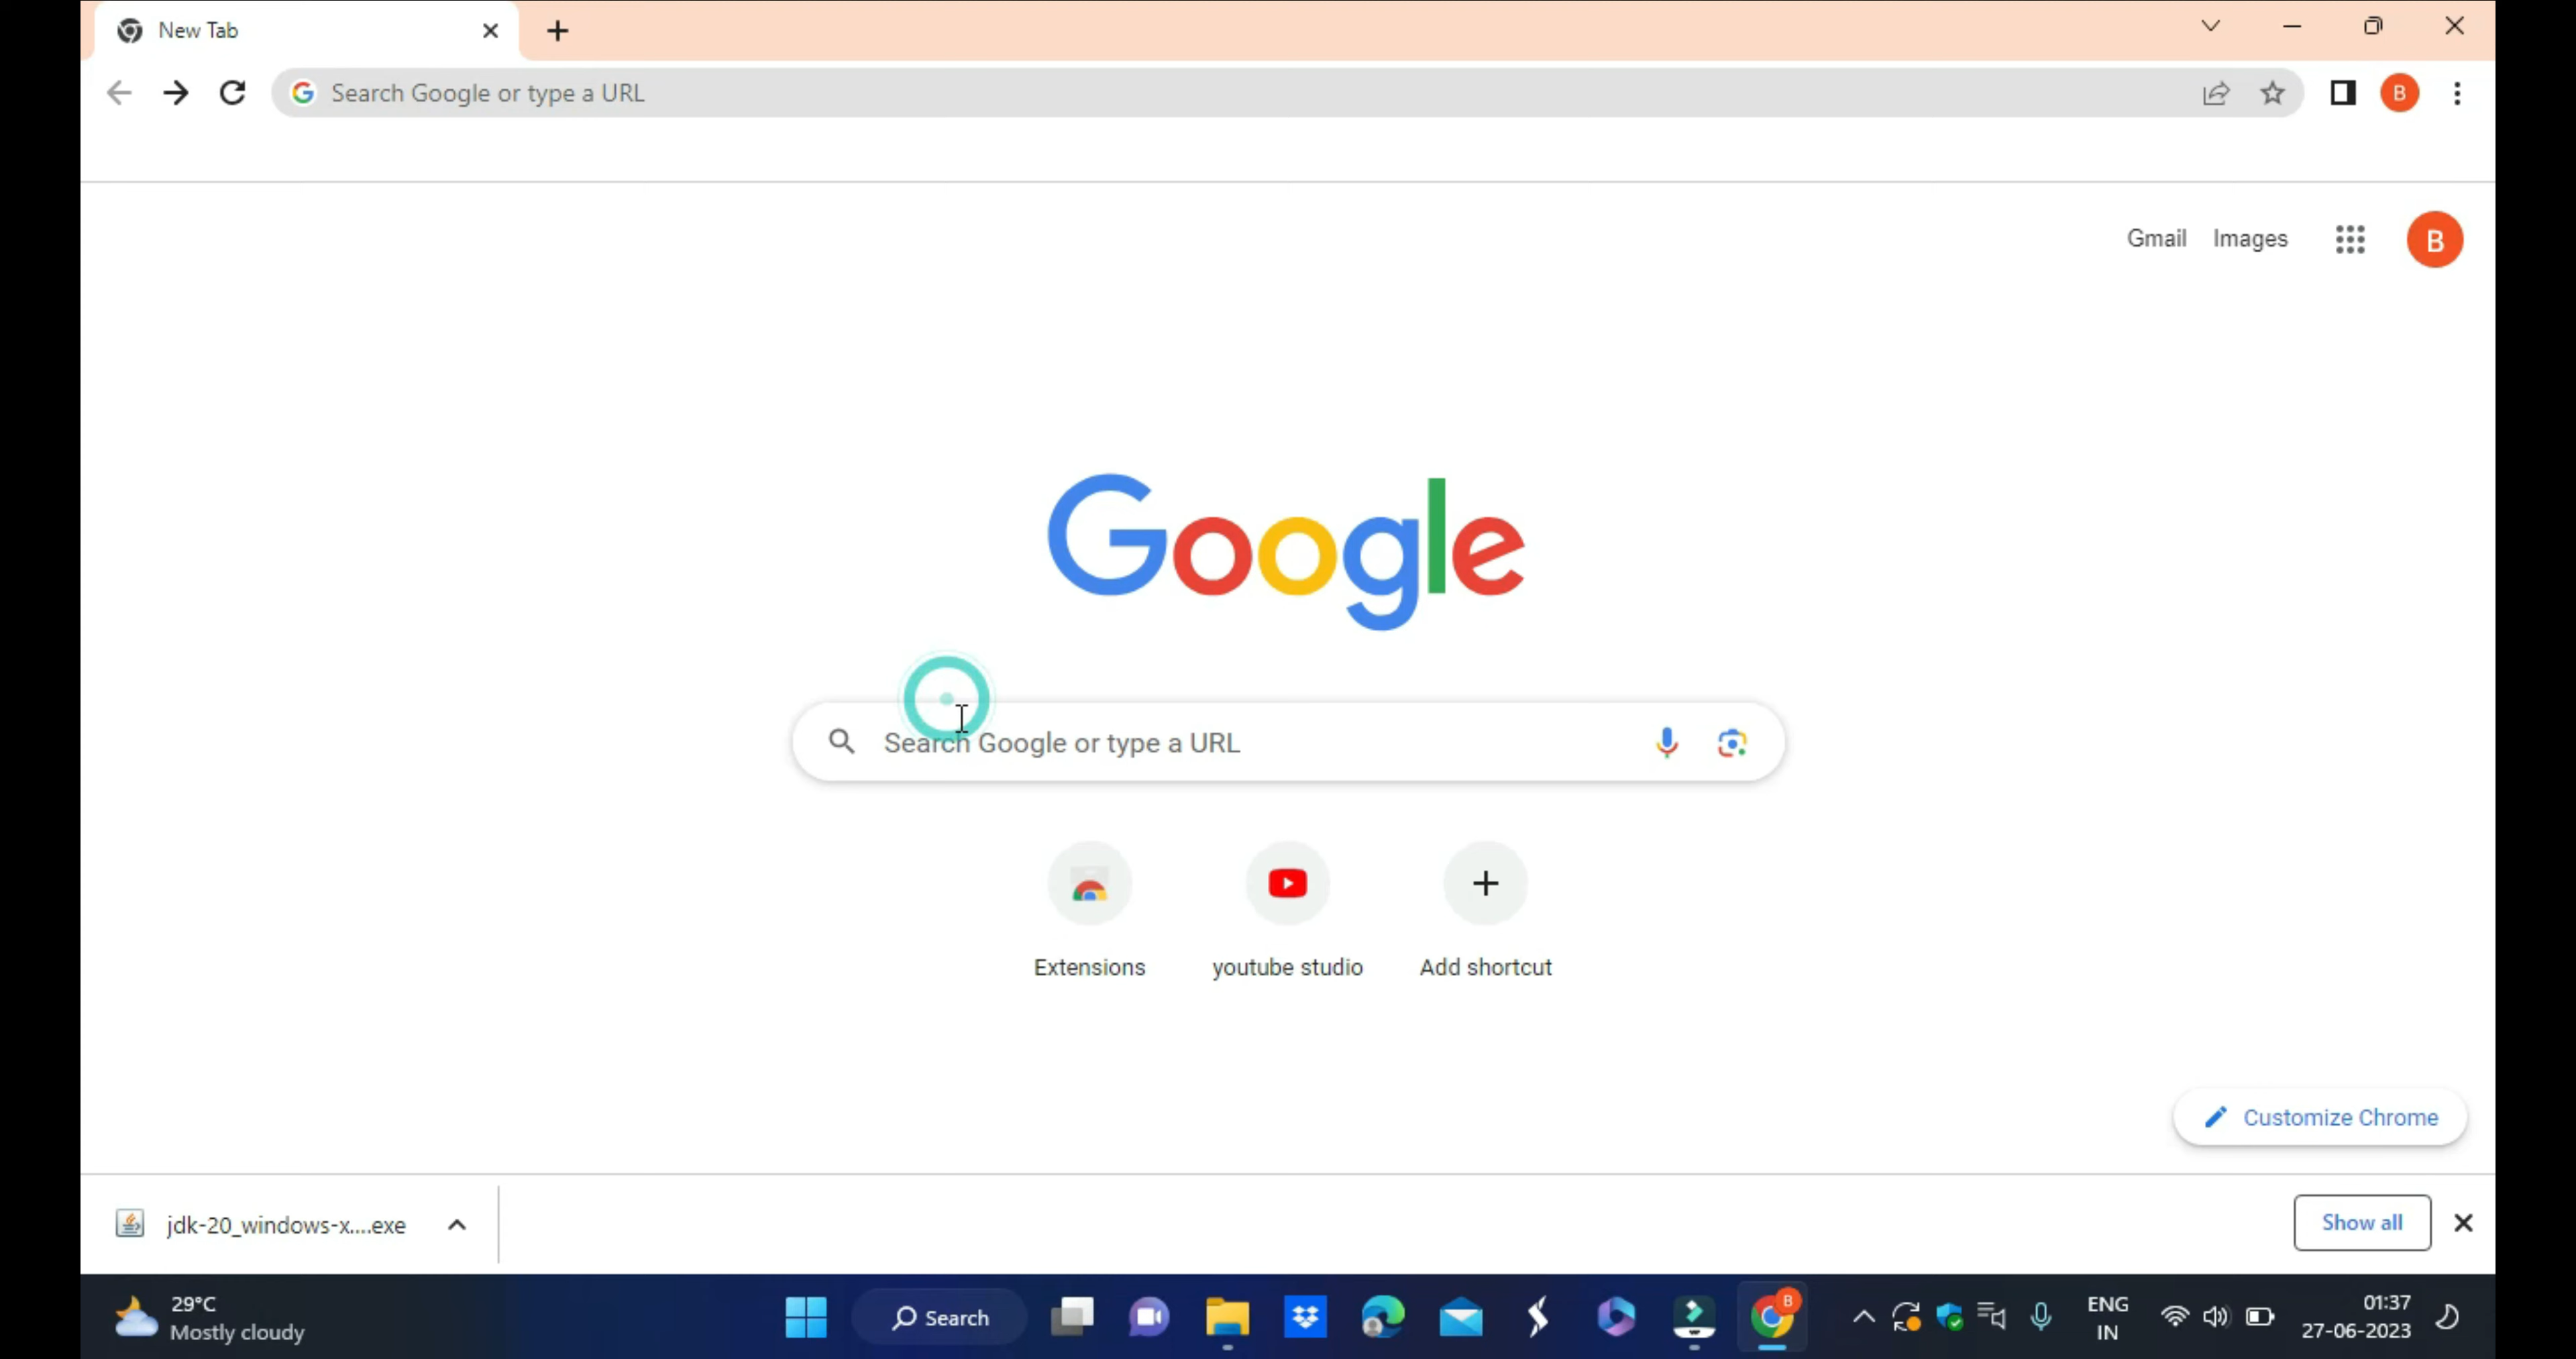 New Tab
Search Google or type a URL
B
Gmail Images
B
Google
Search Google or type a URL
Extensions
youtube studio
Add shortcut
Customize Chrome
jdk-20_windows-x....exe
Show all
29°C
Mostly cloudy
Search
B
ENG
IN
01:37
27-06-2023